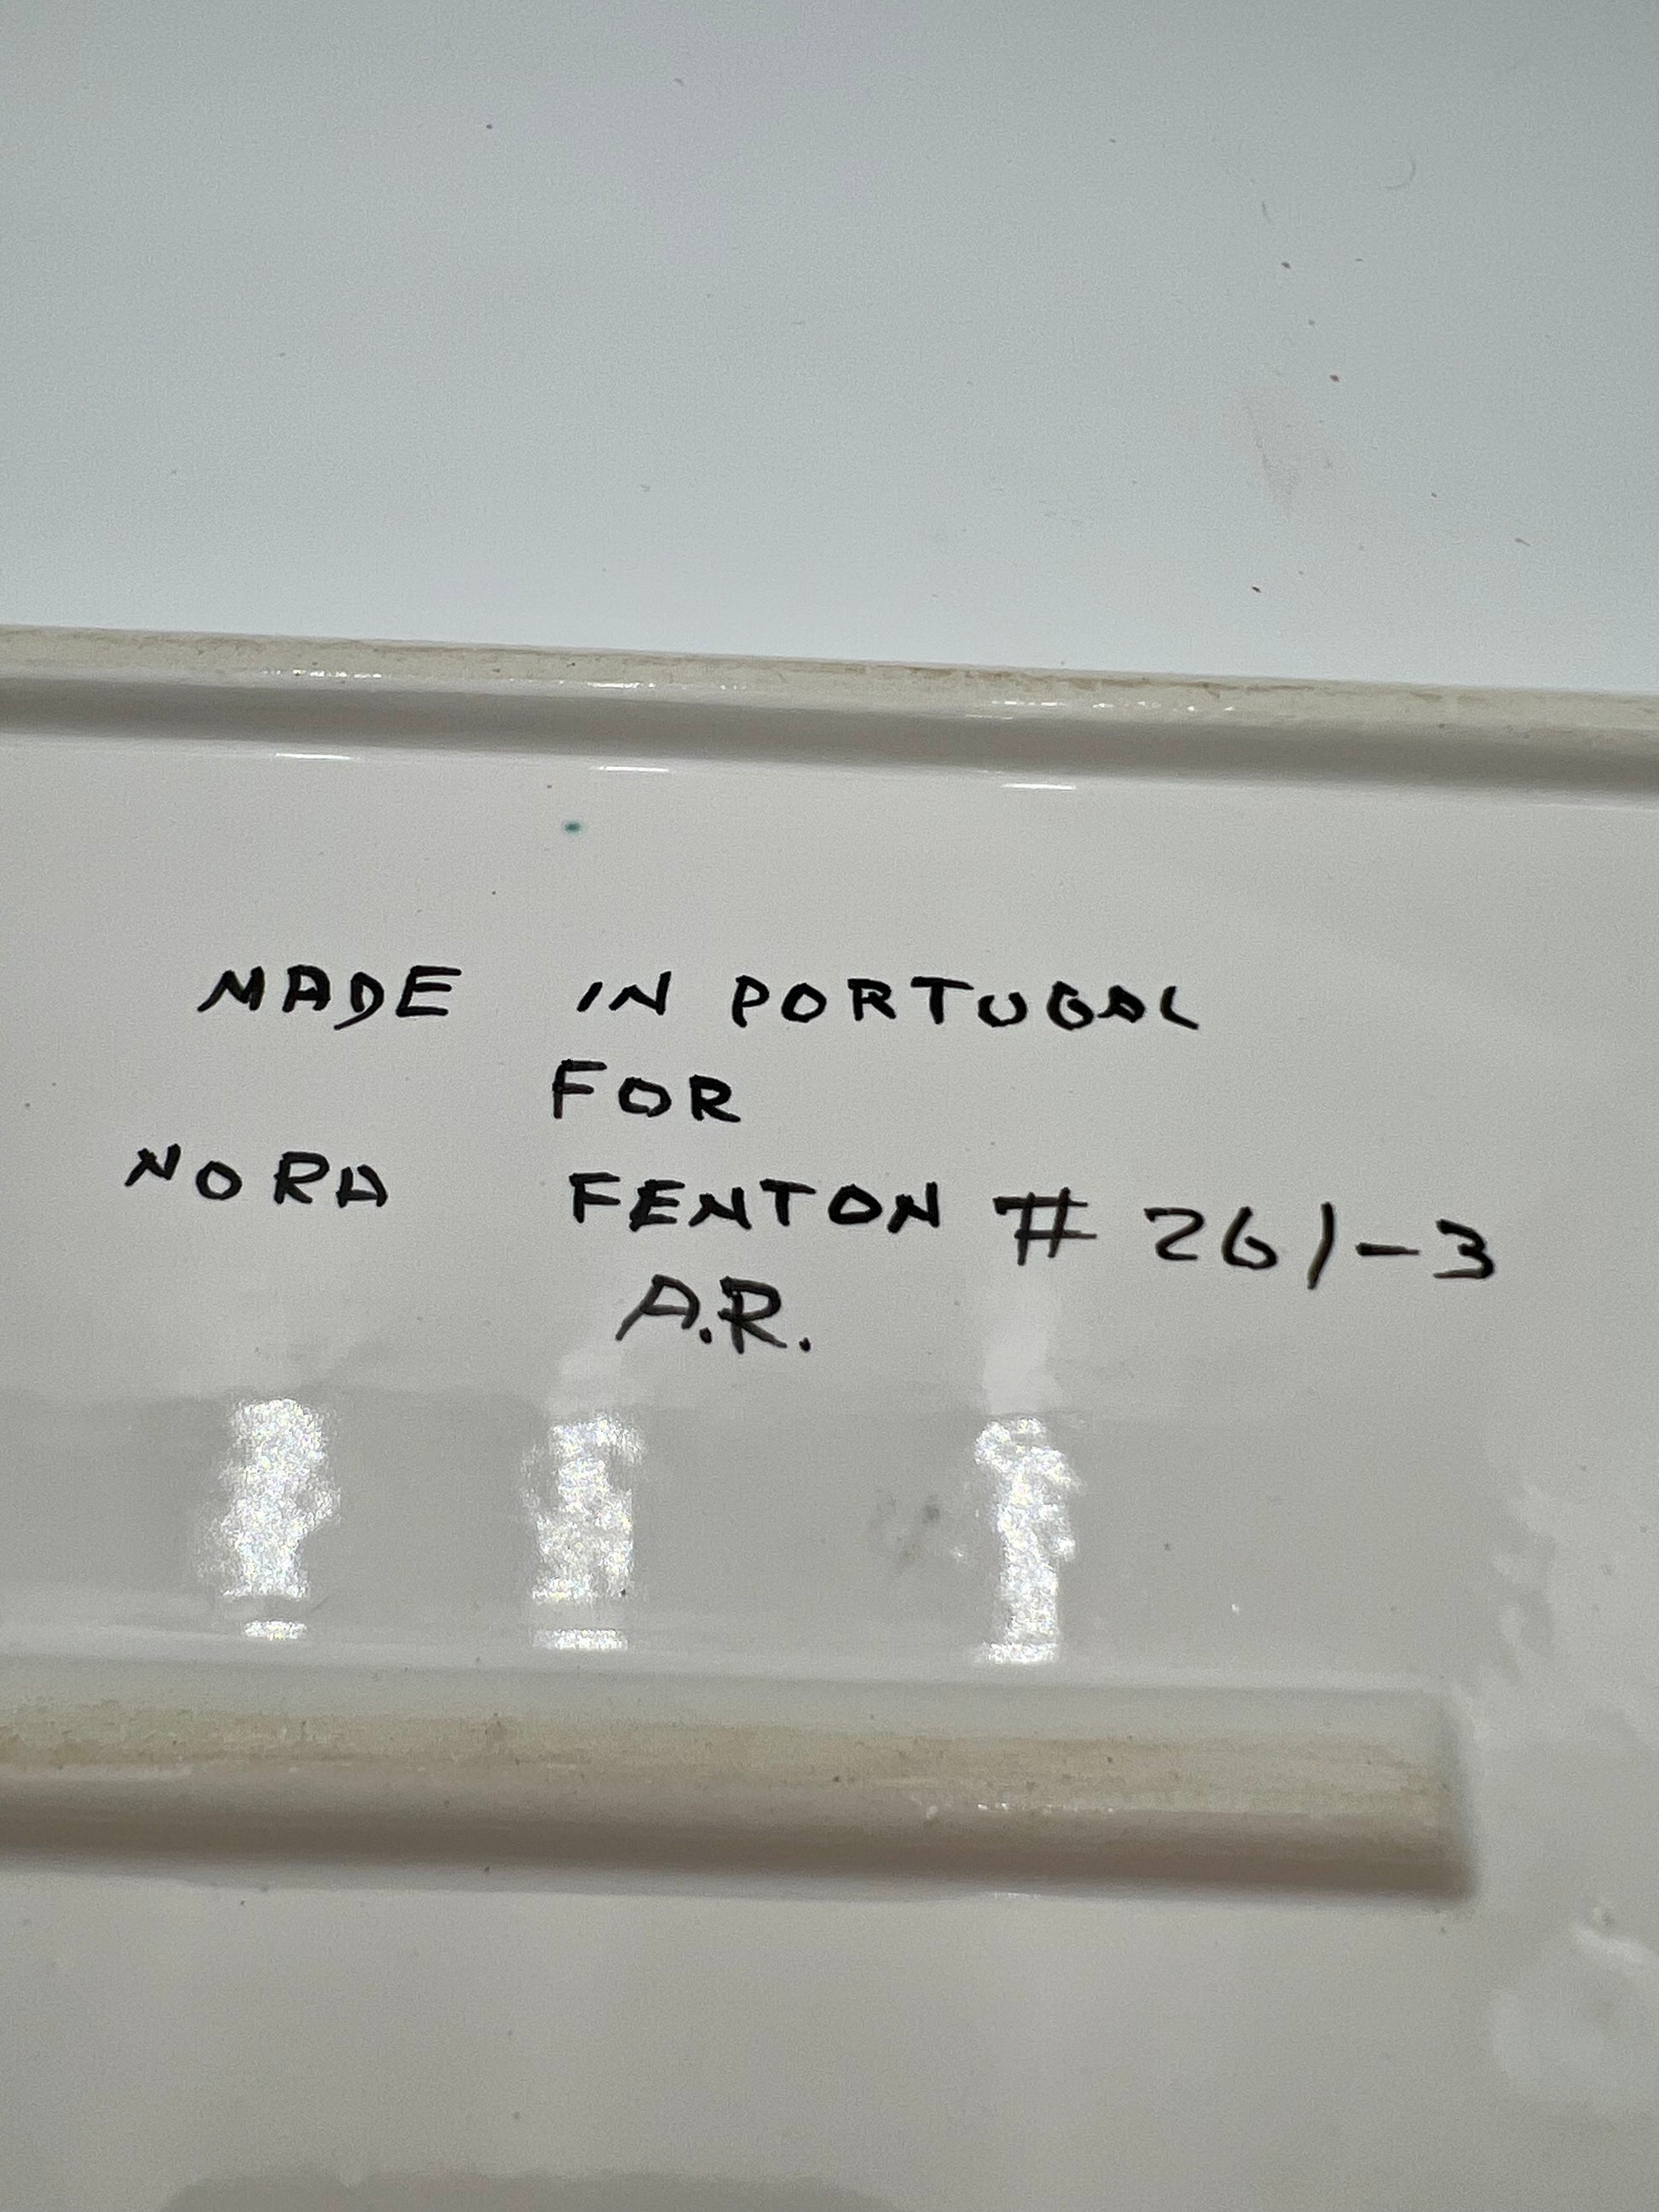 MADE IN PORTUGAL
FOR
NORA FENTON # 261-3
A.R.